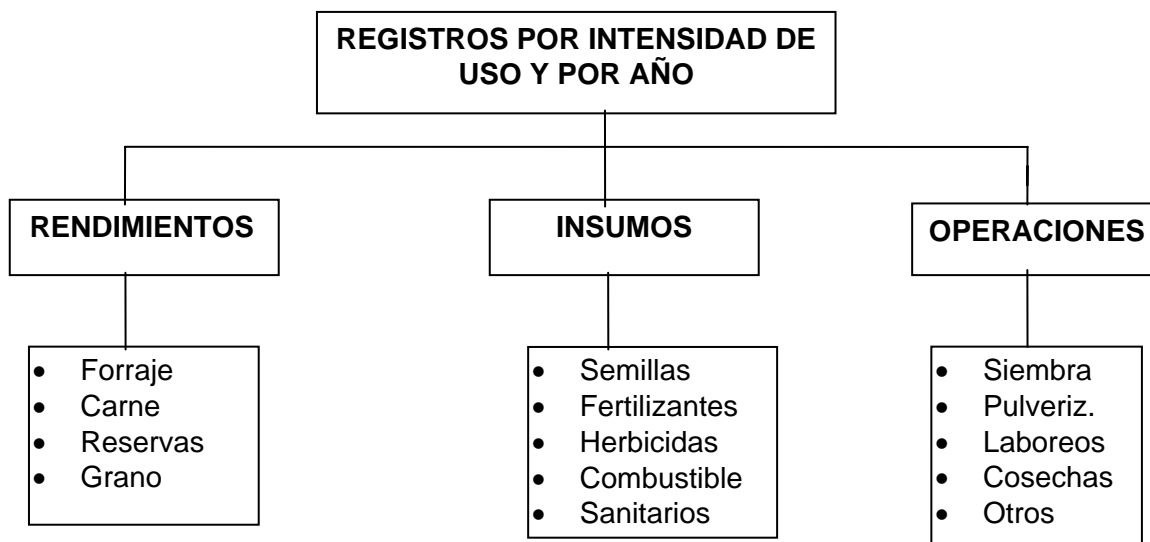 REGISTROS POR INTENSIDAD DE
USO Y POR AÑO
RENDIMIENTOS
INSUMOS
OPERACIONES
• Forraje
• Carne
• Reservas
• Grano
• Semillas
• Fertilizantes
• Herbicidas
• Combustible
• Sanitarios
• Siembra
• Pulveriz.
• Laboreos
• Cosechas
• Otros